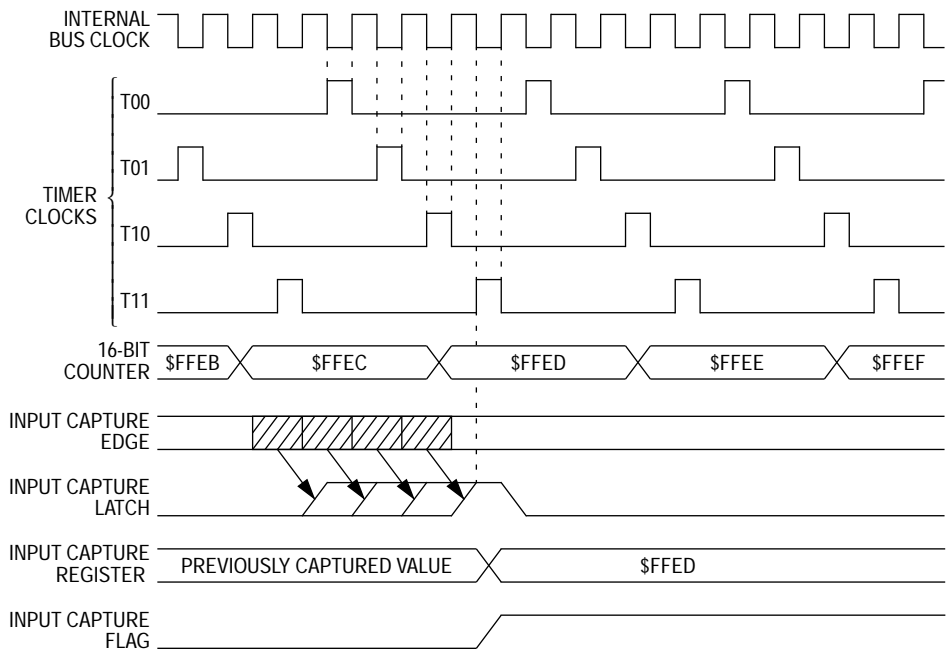 INTERNAL
BUS CLOCK
T00
T01
TIMER
CLOCKS
T10
T11
16-BIT
COUNTER
$FFEB
$FFEC
$FFED
$FFEE
$FFEF
INPUT CAPTURE
EDGE
INPUT CAPTURE
LATCH
INPUT CAPTURE
REGISTER
PREVIOUSLY CAPTURED VALUE
$FFED
INPUT CAPTURE
FLAG